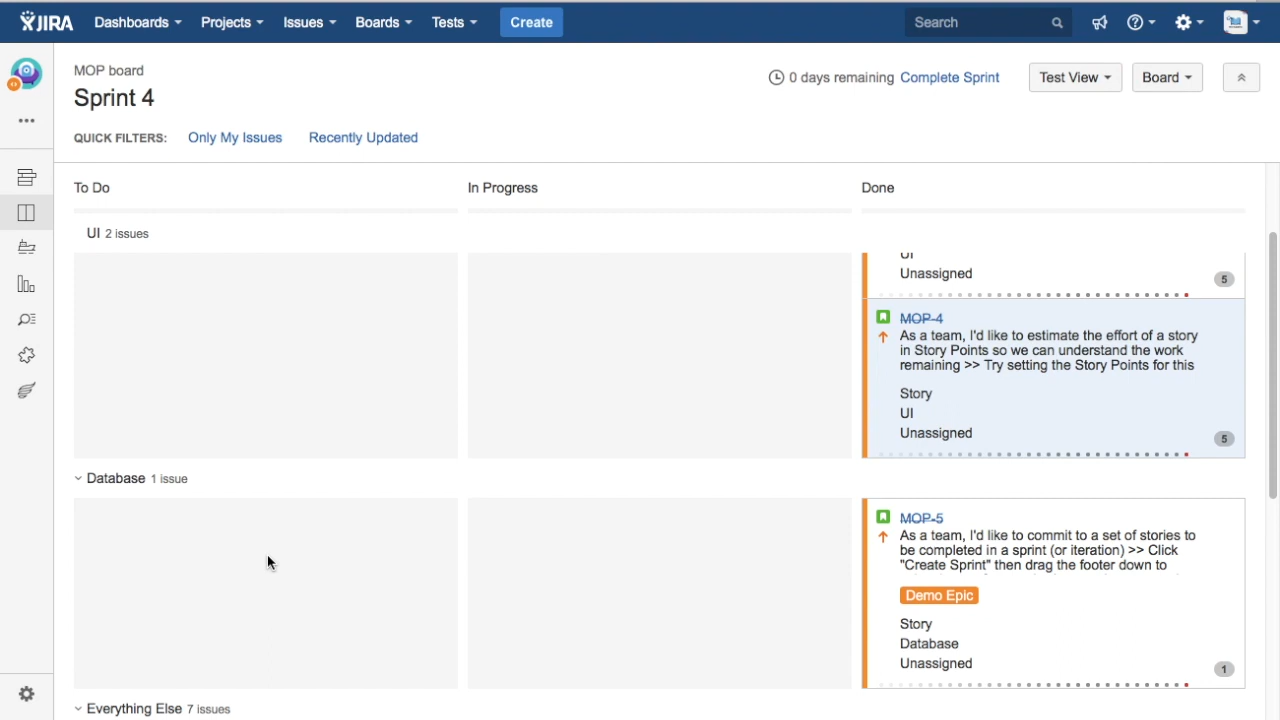 JIRA Dashboards Projects Issues Boards Tests Create Search
MOP board
Sprint 4
0 days remaining Complete Sprint Test View Board
QUICK FILTERS: Only My Issues Recently Updated
To Do In Progress Done
UI 2 issues
UI
Unassigned
5
MOP-4
As a team, I'd like to estimate the effort of a story
in Story Points so we can understand the work
remaining >> Try setting the Story Points for this
Story
UI
Unassigned
5
Database 1 issue
MOP-5
As a team, I'd like to commit to a set of stories to
be completed in a sprint (or iteration) >> Click
"Create Sprint" then drag the footer down to
Demo Epic
Story
Database
Unassigned
1
Everything Else 7 issues